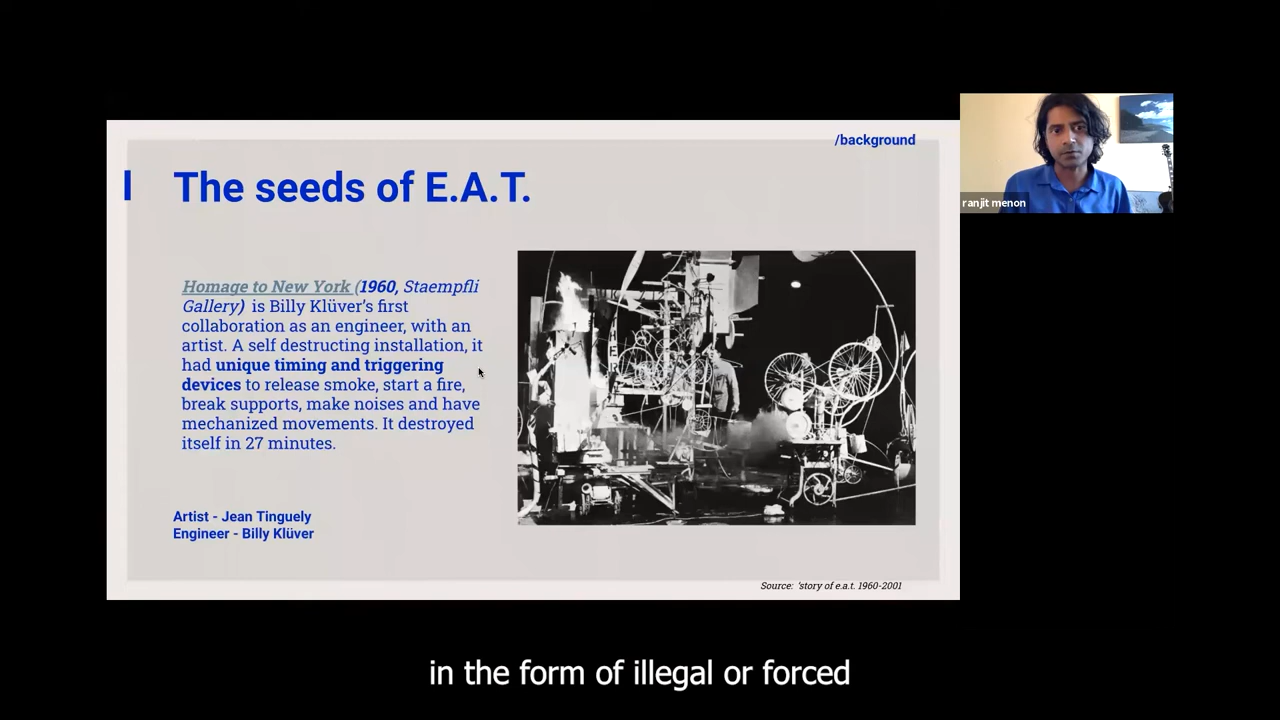 /background
The seeds of E.A.T.
Homage to New York (1960, Staempfli
Gallery) is Billy Klüver's first
collaboration as an engineer, with an
artist. A self destructing installation, it
had unique timing and triggering
devices to release smoke, start a fire,
break supports, make noises and have
mechanized movements. It destroyed
itself in 27 minutes.
Artist - Jean Tinguely
Engineer - Billy Klüver
Source: 'story of e.a.t. 1960-2001
ranjit menon
in the form of illegal or forced